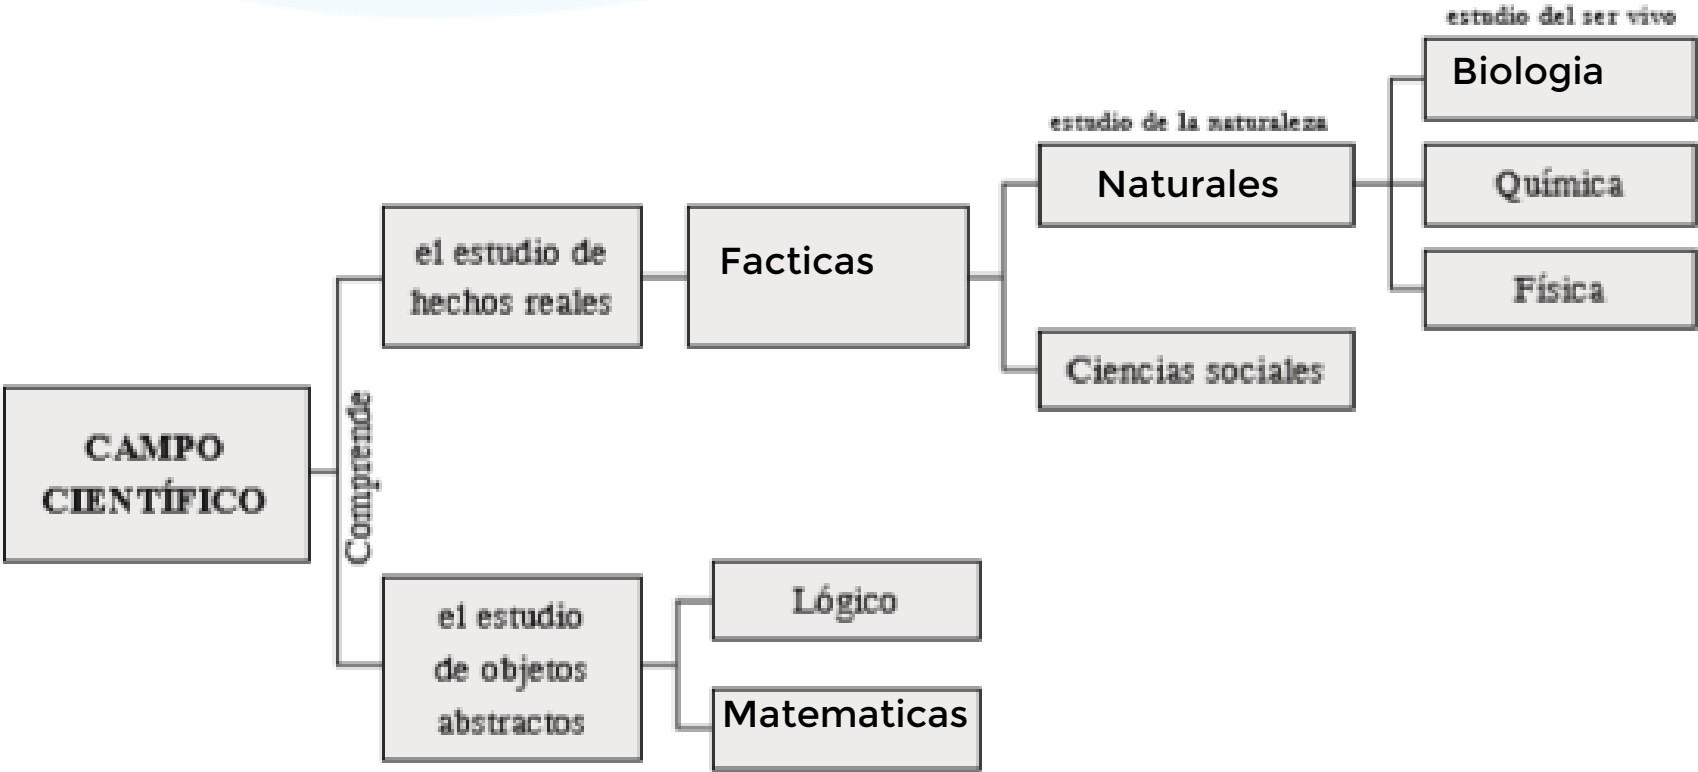 estudio del ser vivo
Biologia
estudio de la naturaleza
Naturales
Química
el estudio de
hechos reales
Facticas
Física
Ciencias sociales
CAMPO
CIENTÍFICO
Comprende
el estudio
de objetos
abstractos
Lógico
Matematicas